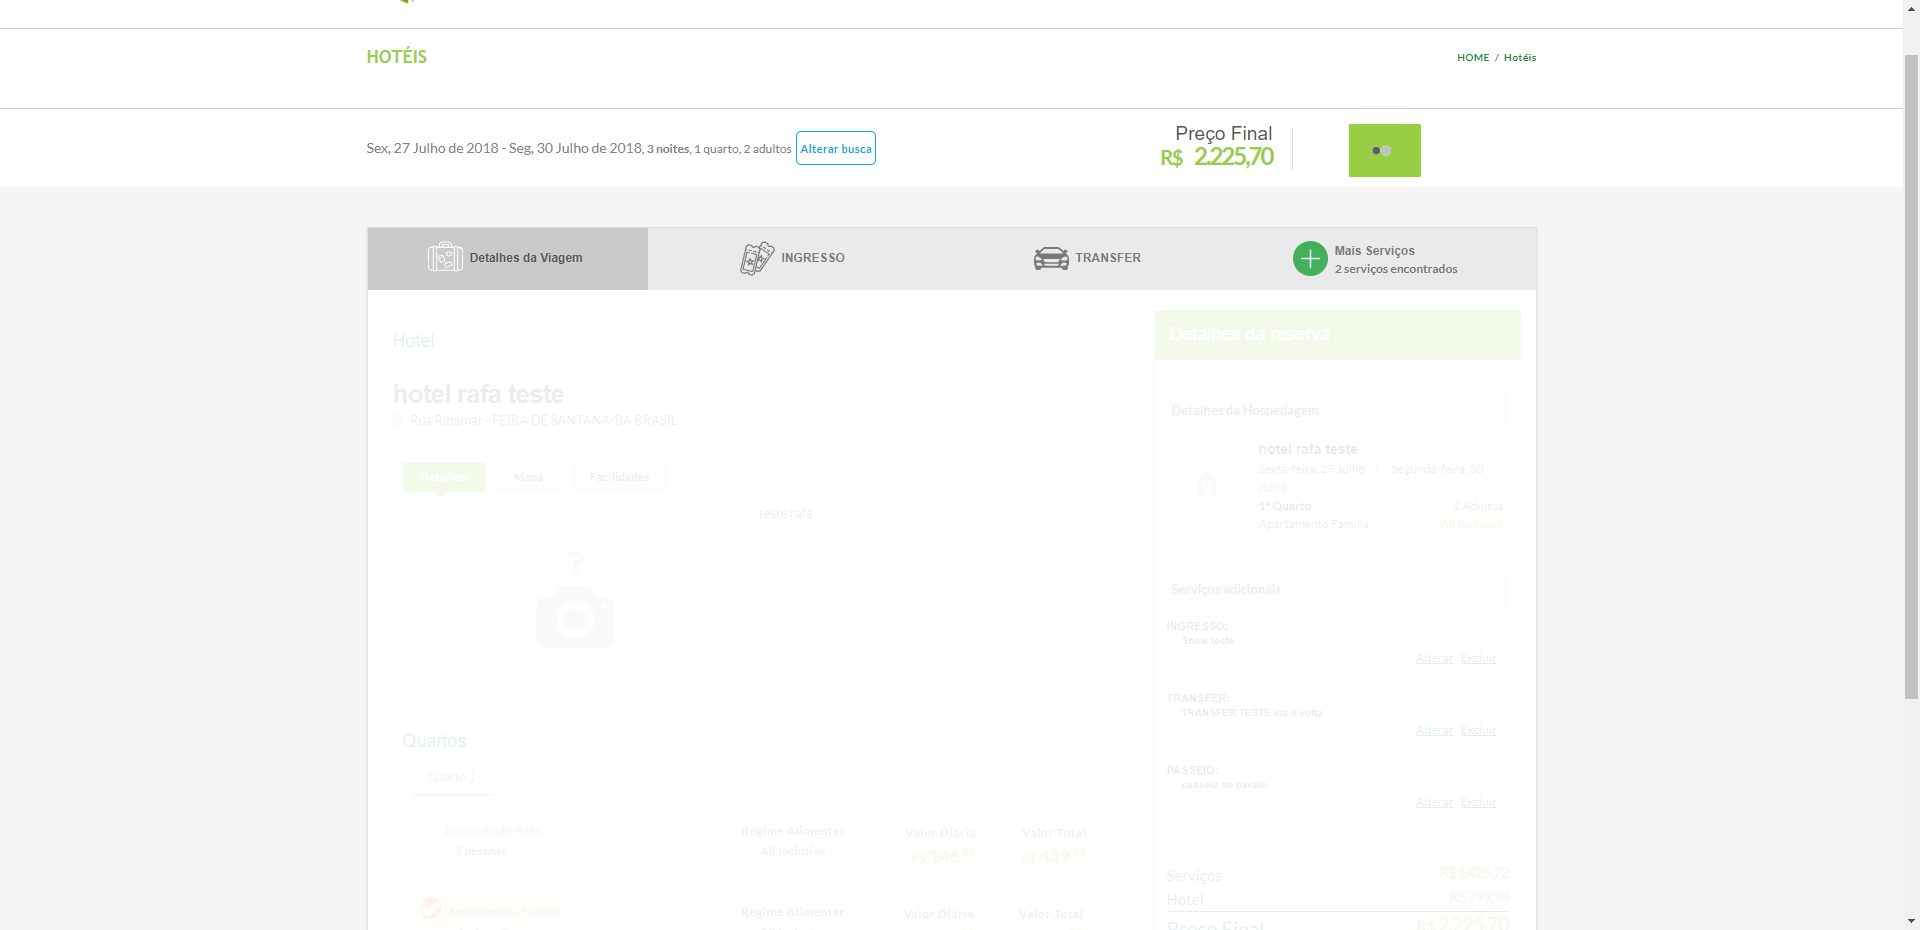 HOTÉIS
HOME / Hotéis
Sex, 27 Julho de 2018 - Seg, 30 Julho de 2018, 3 noites, 1 quarto, 2 adultos Alterar busca
Preço Final
R$ 2.225,70
Detalhes da Viagem
INGRESSO
TRANSFER
Mais Serviços
2 serviços encontrados
Hotel
hotel rafa teste
Rua Ribamar - FEIRA DE SANTANA-BA BRASIL
Detalhes Mapa Facilidades
teste rafa
?
Quartos
Quarto 1
Acomodação Rafa Regime Alimentar Valor Diária Valor Total
5 pessoas All Inclusive R$ 146 66 R$ 439 98
Apartamento Família Regime Alimentar Valor Diária Valor Total
Detalhes da reserva
Detalhes da Hospedagem
hotel rafa teste
Sexta-feira, 27 Julho > Segunda-feira, 30
Julho
1º Quarto 2 Adultos
Apartamento Família All Inclusive
Serviços adicionais
INGRESSO:
Show teste
Alterar Excluir
TRANSFER:
TRANSFER TESTE ida e volta
Alterar Excluir
PASSEIO:
passeio de cavalo
Alterar Excluir
Serviços R$ 1.425,72
Hotel R$ 799,98
Preço Final R$ 2.225,70